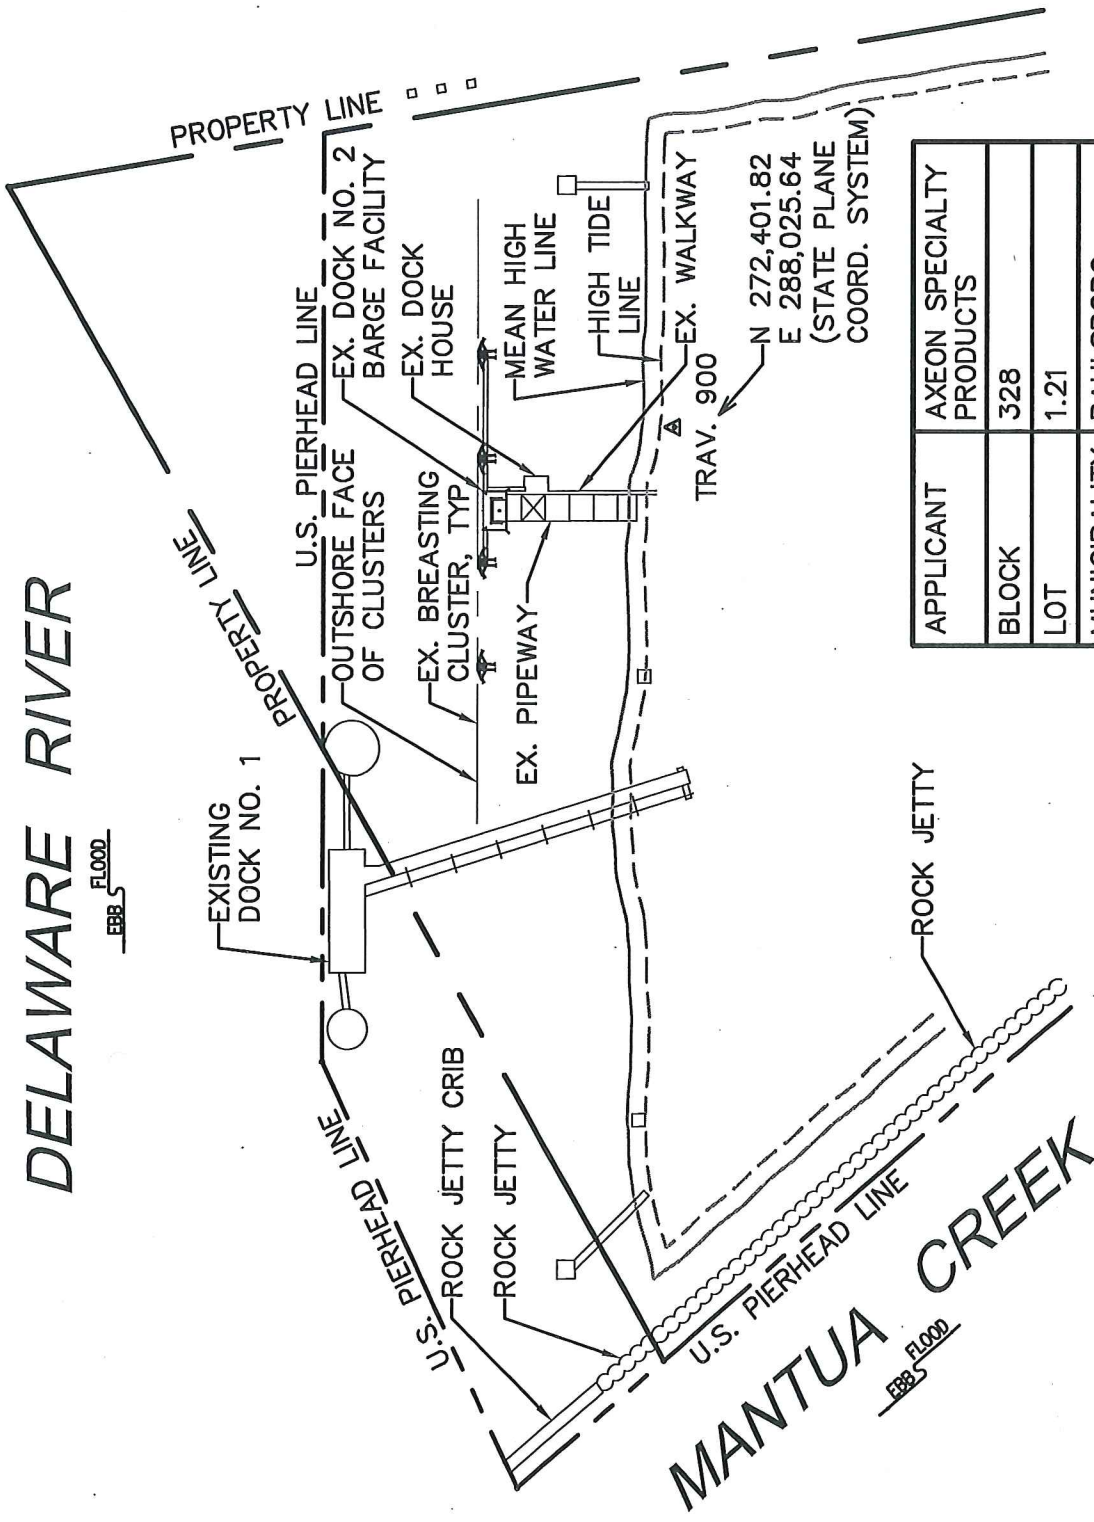 DELAWARE RIVER
EBB FLOOD
PROPERTY LINE
PROPERTY LINE
PROPERTY LINE
U.S. PIERHEAD LINE
EXISTING
DOCK NO. 1
OUTSHORE FACE
OF CLUSTERS
EX. DOCK NO. 2
BARGE FACILITY
EX. BREASTING
CLUSTER, TYP
EX. DOCK
HOUSE
U.S. PIERHEAD LINE
ROCK JETTY CRIB
ROCK JETTY
EX. PIPEWAY
MEAN HIGH
WATER LINE
HIGH TIDE
LINE
EX. WALKWAY
TRAV. 900
N 272,401.82
E 288,025.64
(STATE PLANE
COORD. SYSTEM)
U.S. PIERHEAD LINE
ROCK JETTY
MANTUA CREEK
EBB FLOOD
APPLICANT AXEON SPECIALTY
PRODUCTS
BLOCK 328
LOT 1.21